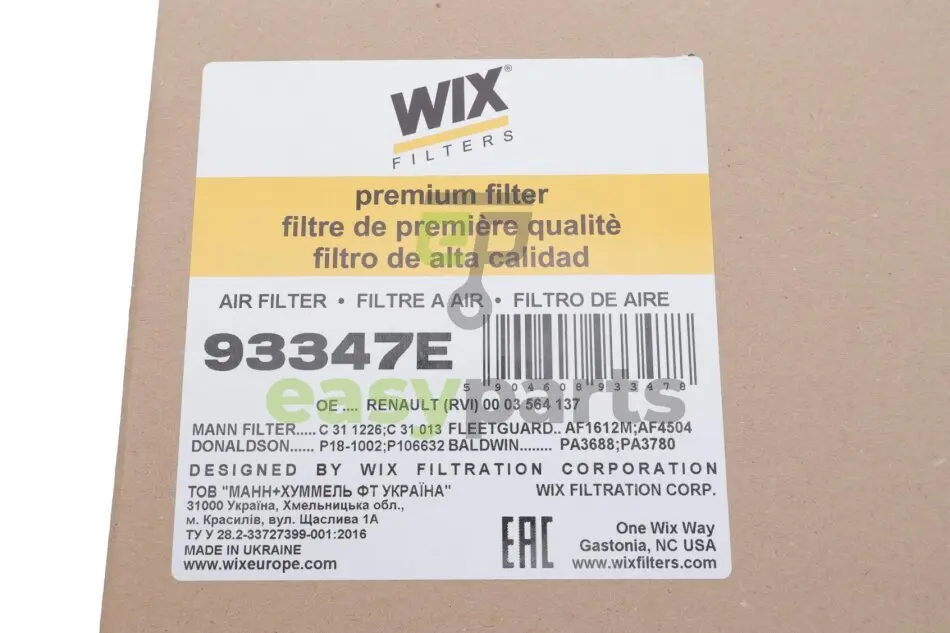 WIX®
FILTERS
premium filter
filtre de première qualitè
filtro de alta calidad
AIR FILTER • FILTRE A AIR • FILTRO DE AIRE
93347E
5 904608 933478
easyparts
OE .... RENAULT (RVI) 00 03 564 137
MANN FILTER..... C 31 1226;C 31 013 FLEETGUARD.. AF1612M;AF4504
DONALDSON...... P18-1002;P106632 BALDWIN........ PA3688;PA3780
DESIGNED BY WIX FILTRATION CORPORATION
ТОВ "МАНН+ХУММЕЛЬ ФТ УКРАЇНА" WIX FILTRATION CORP.
31000 Україна, Хмельницька обл.,
м. Красилів, вул. Щаслива 1А
ТУ У 28.2-33727399-001:2016
EAC
One Wix Way
MADE IN UKRAINE Gastonia, NC USA
www.wixeurope.com www.wixfilters.com